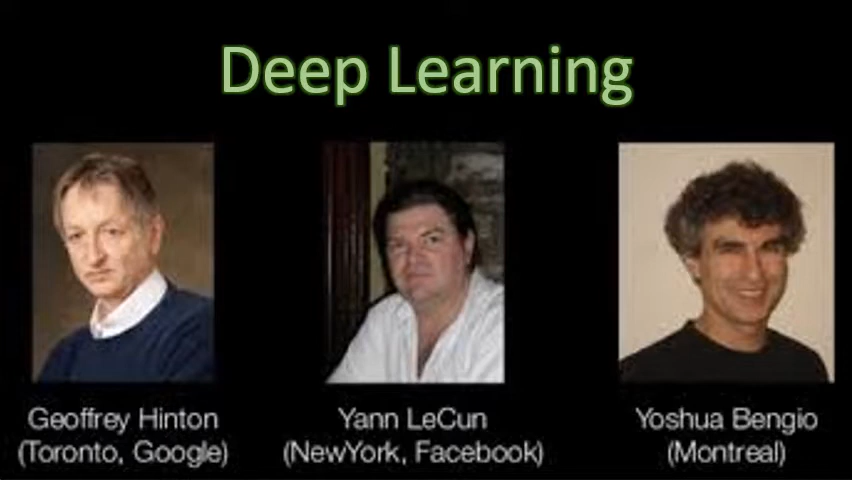 Deep Learning
Geoffrey Hinton
(Toronto, Google)
Yann LeCun
(NewYork, Facebook)
Yoshua Bengio
(Montreal)